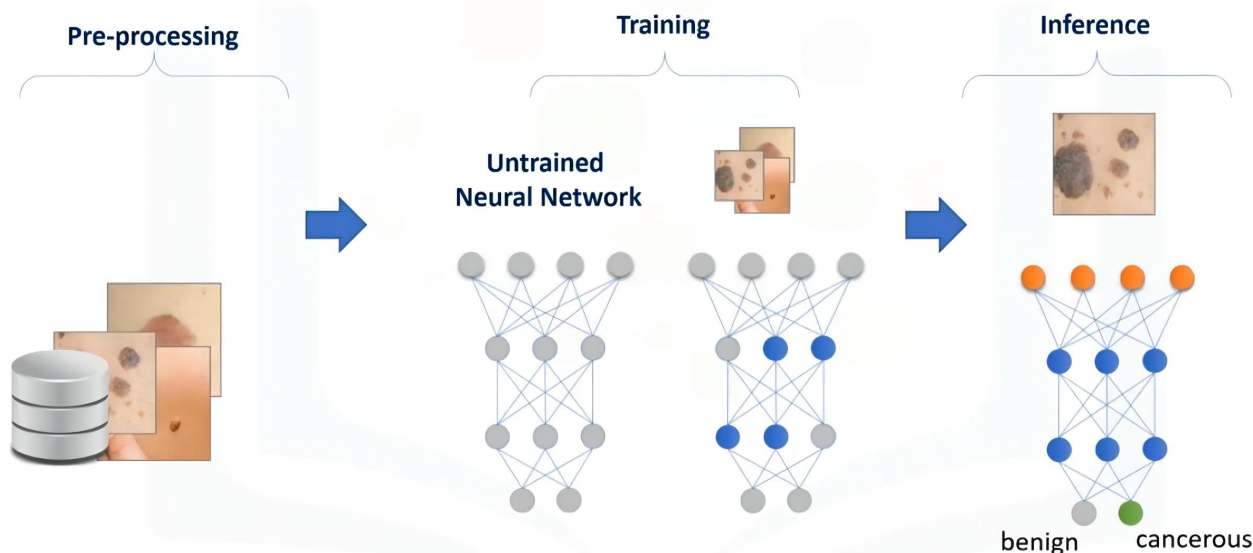 Pre-processing
Training
Inference
Untrained
Neural Network
benign
cancerous